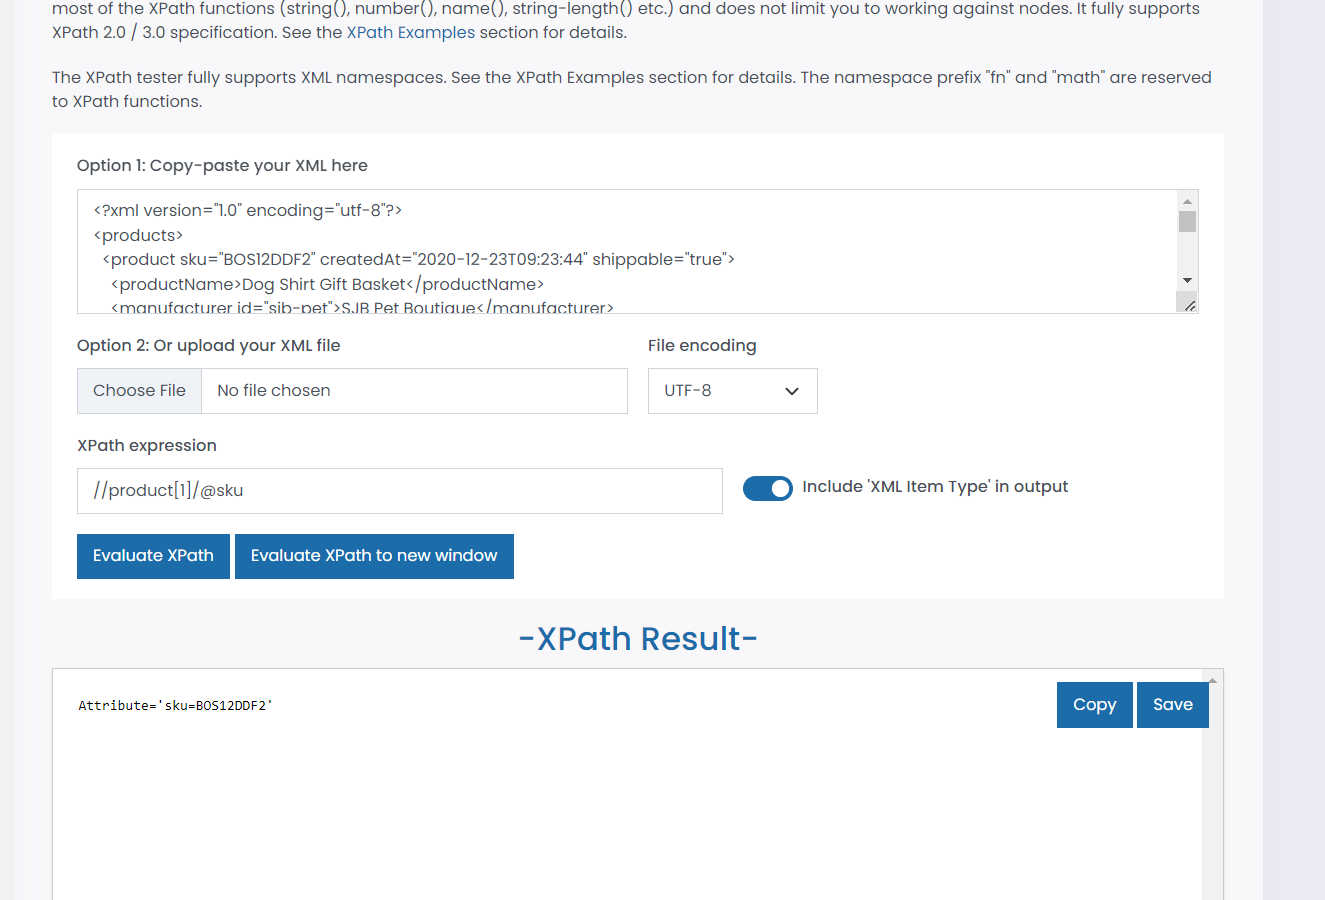 most of the XPath functions (string(), number(), name(), string-length() etc.) and does not limit you to working against nodes. It fully supports
XPath 2.0 / 3.0 specification. See the XPath Examples section for details.
The XPath tester fully supports XML namespaces. See the XPath Examples section for details. The namespace prefix "fn" and "math" are reserved
to XPath functions.
Option 1: Copy-paste your XML here
<?xml version="1.0" encoding="utf-8"?>
<products>
<product sku="BOS12DDF2" createdAt="2020-12-23T09:23:44" shippable="true">
<productName>Dog Shirt Gift Basket</productName>
<manufacturer id="sjb-pet">SJB Pet Boutique</manufacturer>
Option 2: Or upload your XML file
File encoding
Choose File No file chosen
UTF-8
XPath expression
//product[1]/@sku
Include 'XML Item Type' in output
Evaluate XPath
Evaluate XPath to new window
-XPath Result-
Attribute='sku=BOS12DDF2'
Copy
Save